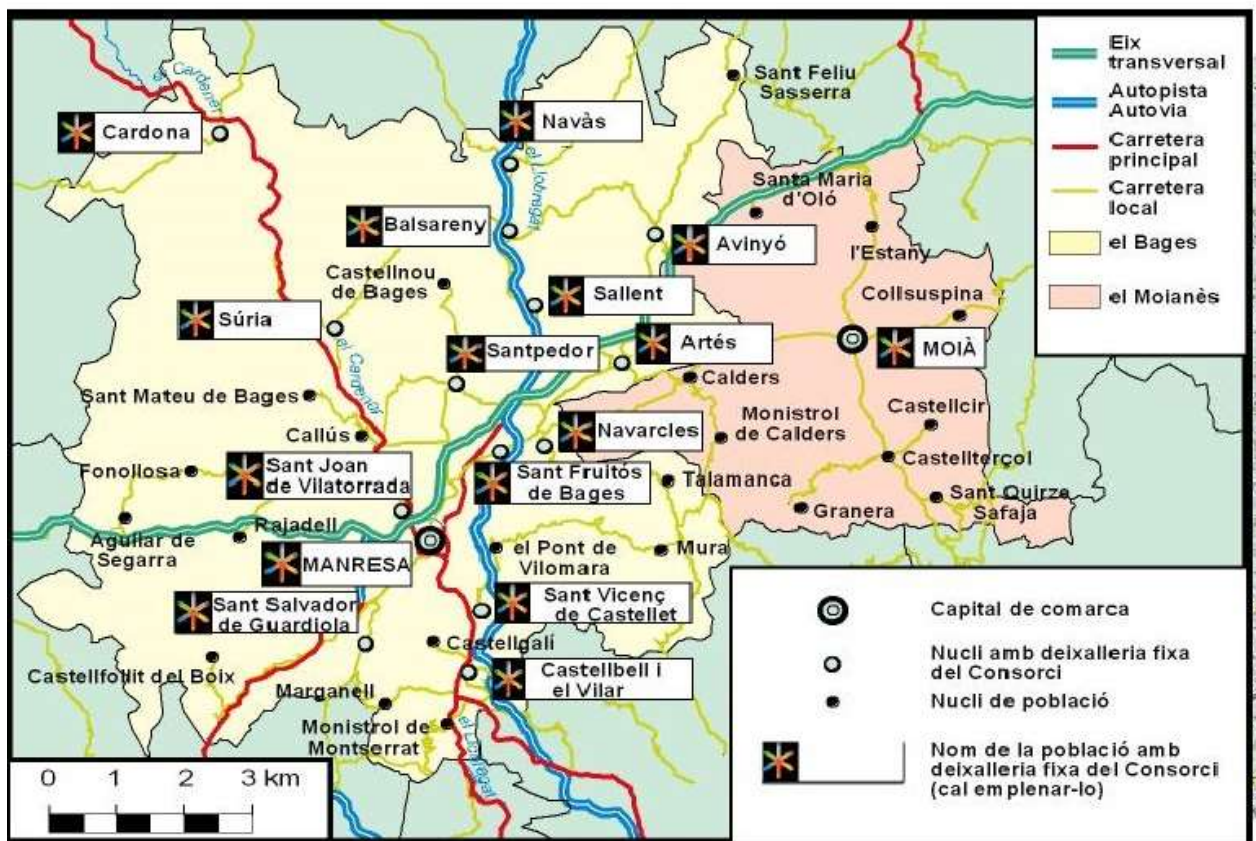 el Cardener
Cardona
Navàs
el Llobregat
Sant Feliu
Sasserra
Balsareny
Castellnou
de Bages
Santa Maria
d'Oló
Avinyó
l'Estany
Súria
Sallent
Collsuspina
el Cardener
Santpedor
Artés
MOIÀ
Calders
Sant Mateu de Bages
Callús
Navarcles
Monistrol
de Calders
Castellcir
Fonollosa
Sant Joan
de Vilatorrada
Sant Fruitós
de Bages
Talamanca
Castellterçol
Granera
Sant Quirze
Safaja
Aguilar de
Segarra
Rajadell
MANRESA
el Pont de
Vilomara
Mura
Sant Salvador
de Guardiola
Sant Vicenç
de Castellet
Castellgalí
Castellfollit del Boix
Castellbell i
el Vilar
Marganell
Monistrol de
Montserrat
el Llobregat
0 1 2 3 km
Eix
transversal
Autopista
Autovia
Carretera
principal
Carretera
local
el Bages
el Moianès
Capital de comarca
Nucli amb deixalleria fixa
del Consorci
Nucli de població
Nom de la població amb
deixalleria fixa del Consorci
(cal emplenar-lo)